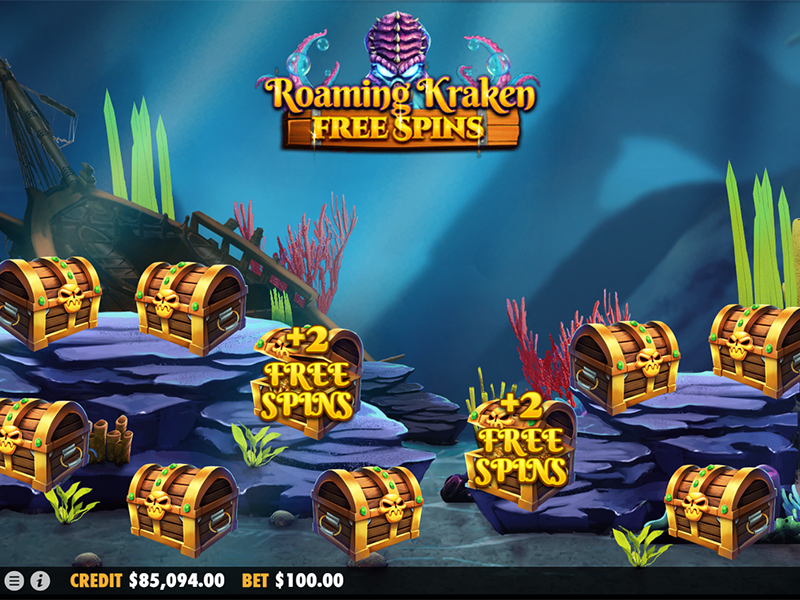 Roaming Kraken
FREE SPINS
+2
FREE
SPINS
+2
FREE
SPINS
CREDIT $85,094.00 BET $100.00